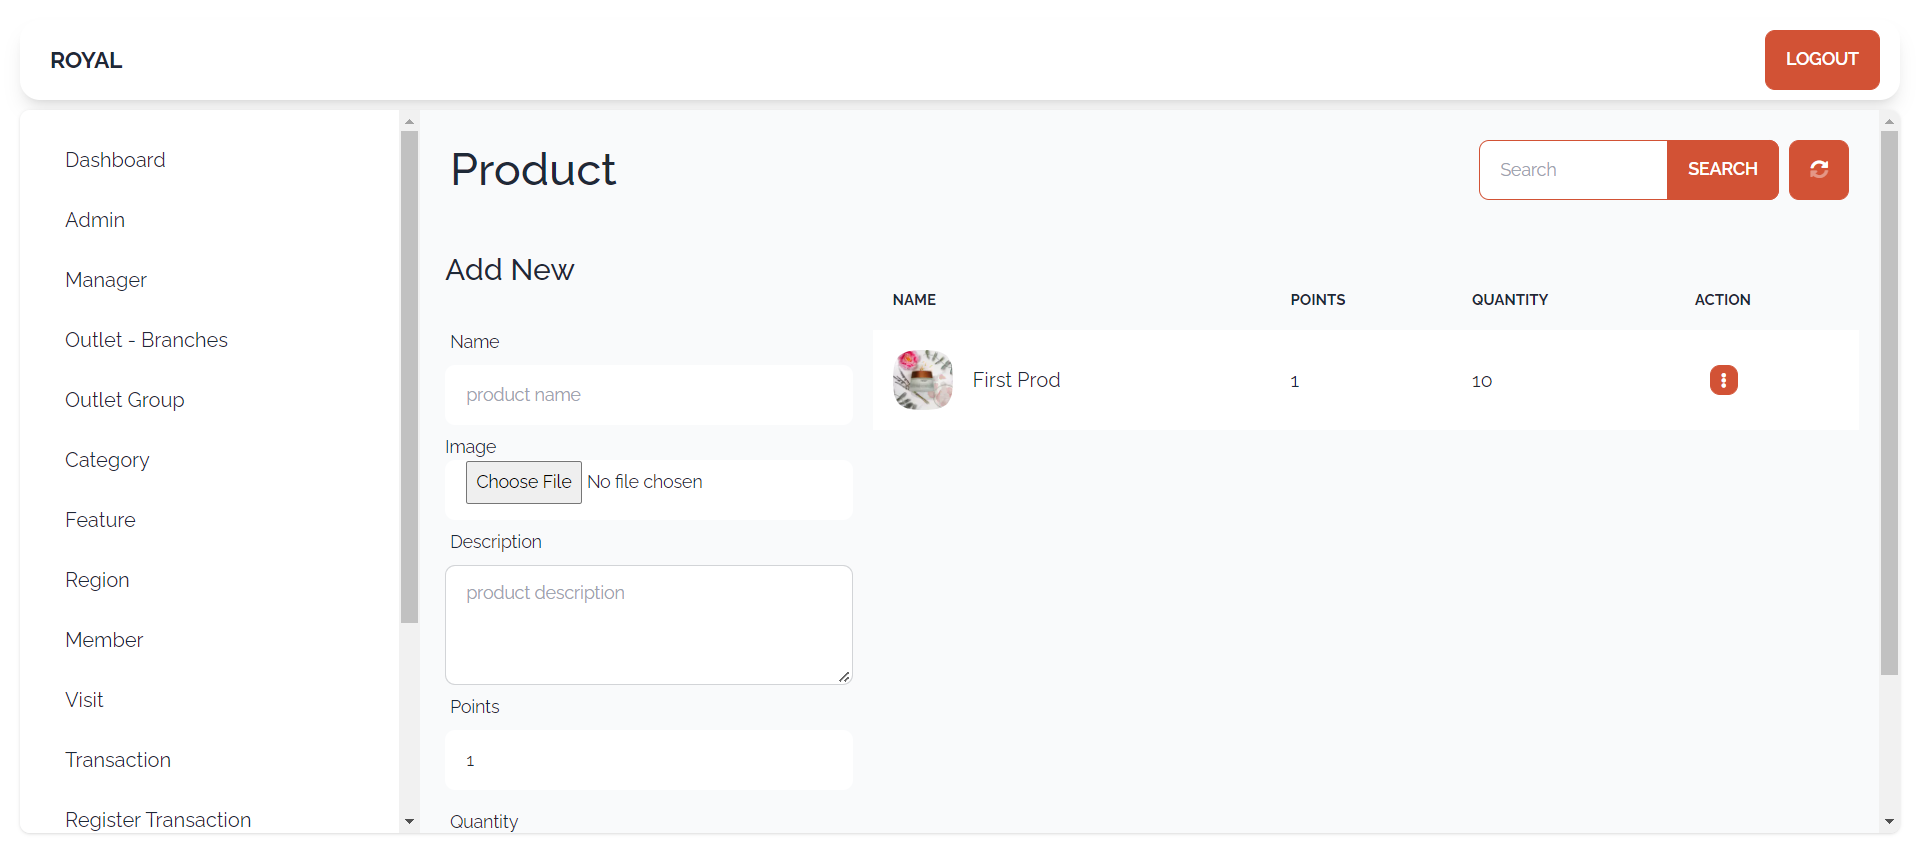 ROYAL
LOGOUT
Dashboard
Admin
Manager
Outlet - Branches
Outlet Group
Category
Feature
Region
Member
Visit
Transaction
Register Transaction
Product
Search
SEARCH
Add New
Name
product name
Image
Choose File No file chosen
Description
product description
Points
1
Quantity
NAME POINTS QUANTITY ACTION
First Prod 1 10